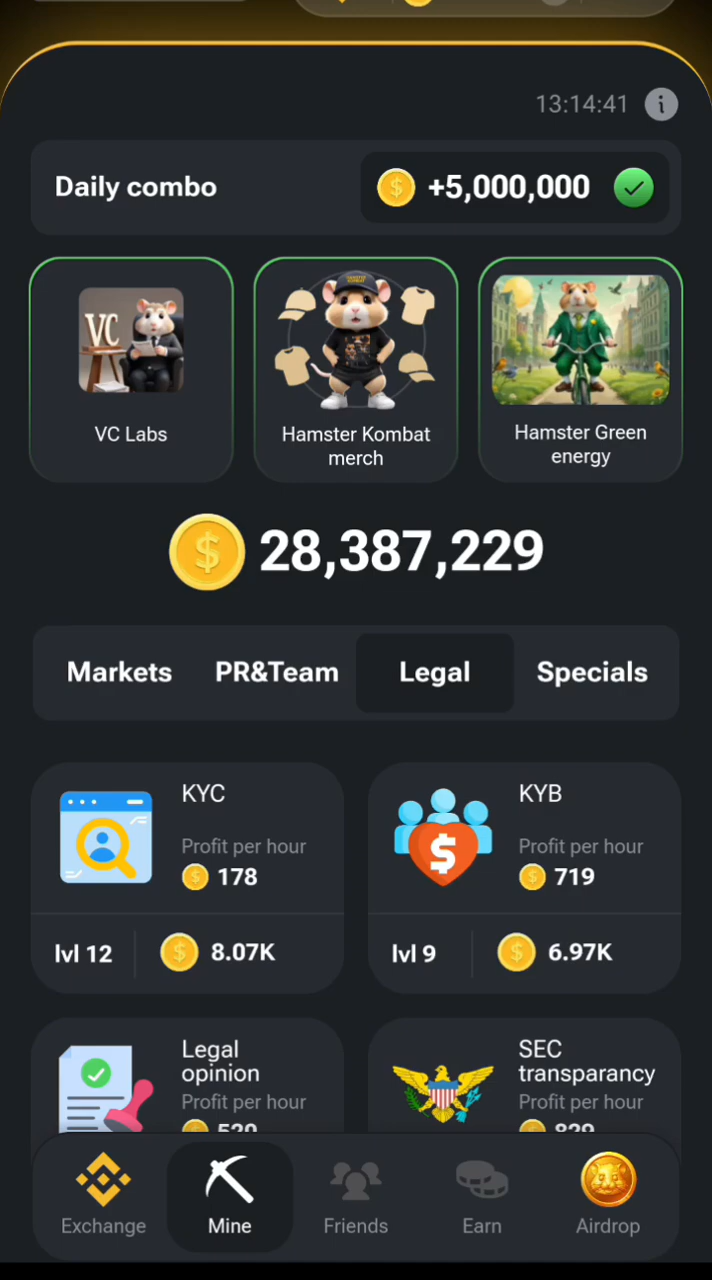 13:14:41
Daily combo
+5,000,000
VC
VC Labs
Hamster Kombat
merch
Hamster Green
energy
28,387,229
Markets
PR&Team
Legal
Specials
KYC
Profit per hour
178
lvl 12
8.07K
KYB
Profit per hour
719
lvl 9
6.97K
Legal
opinion
Profit per hour
SEC
transparancy
Profit per hour
Exchange
Mine
Friends
Earn
Airdrop